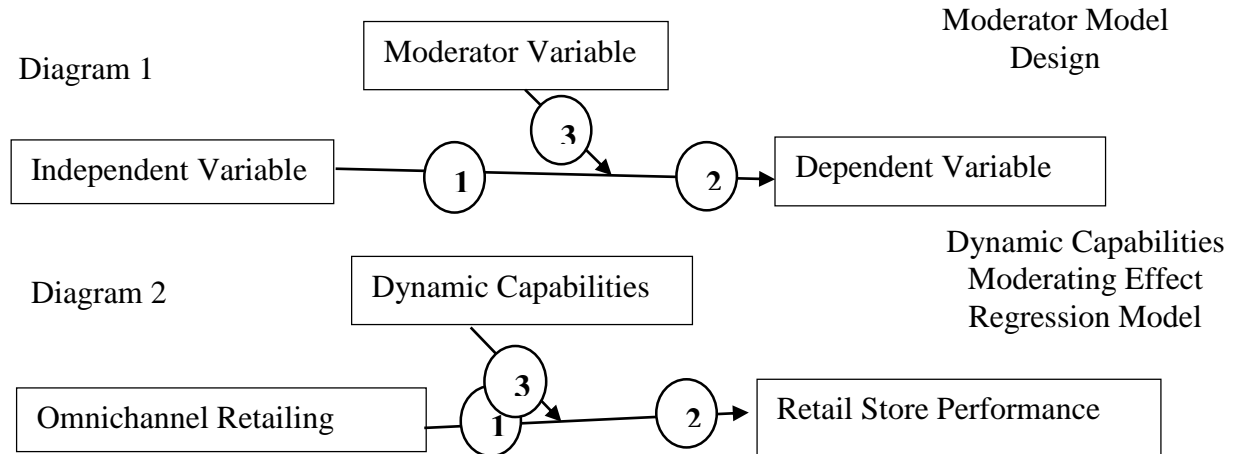 Moderator Model
Design
Diagram 1
Moderator Variable
3
Independent Variable
1
2
Dependent Variable
Dynamic Capabilities
Moderating Effect
Regression Model
Diagram 2
Dynamic Capabilities
3
Omnichannel Retailing
1
2
Retail Store Performance